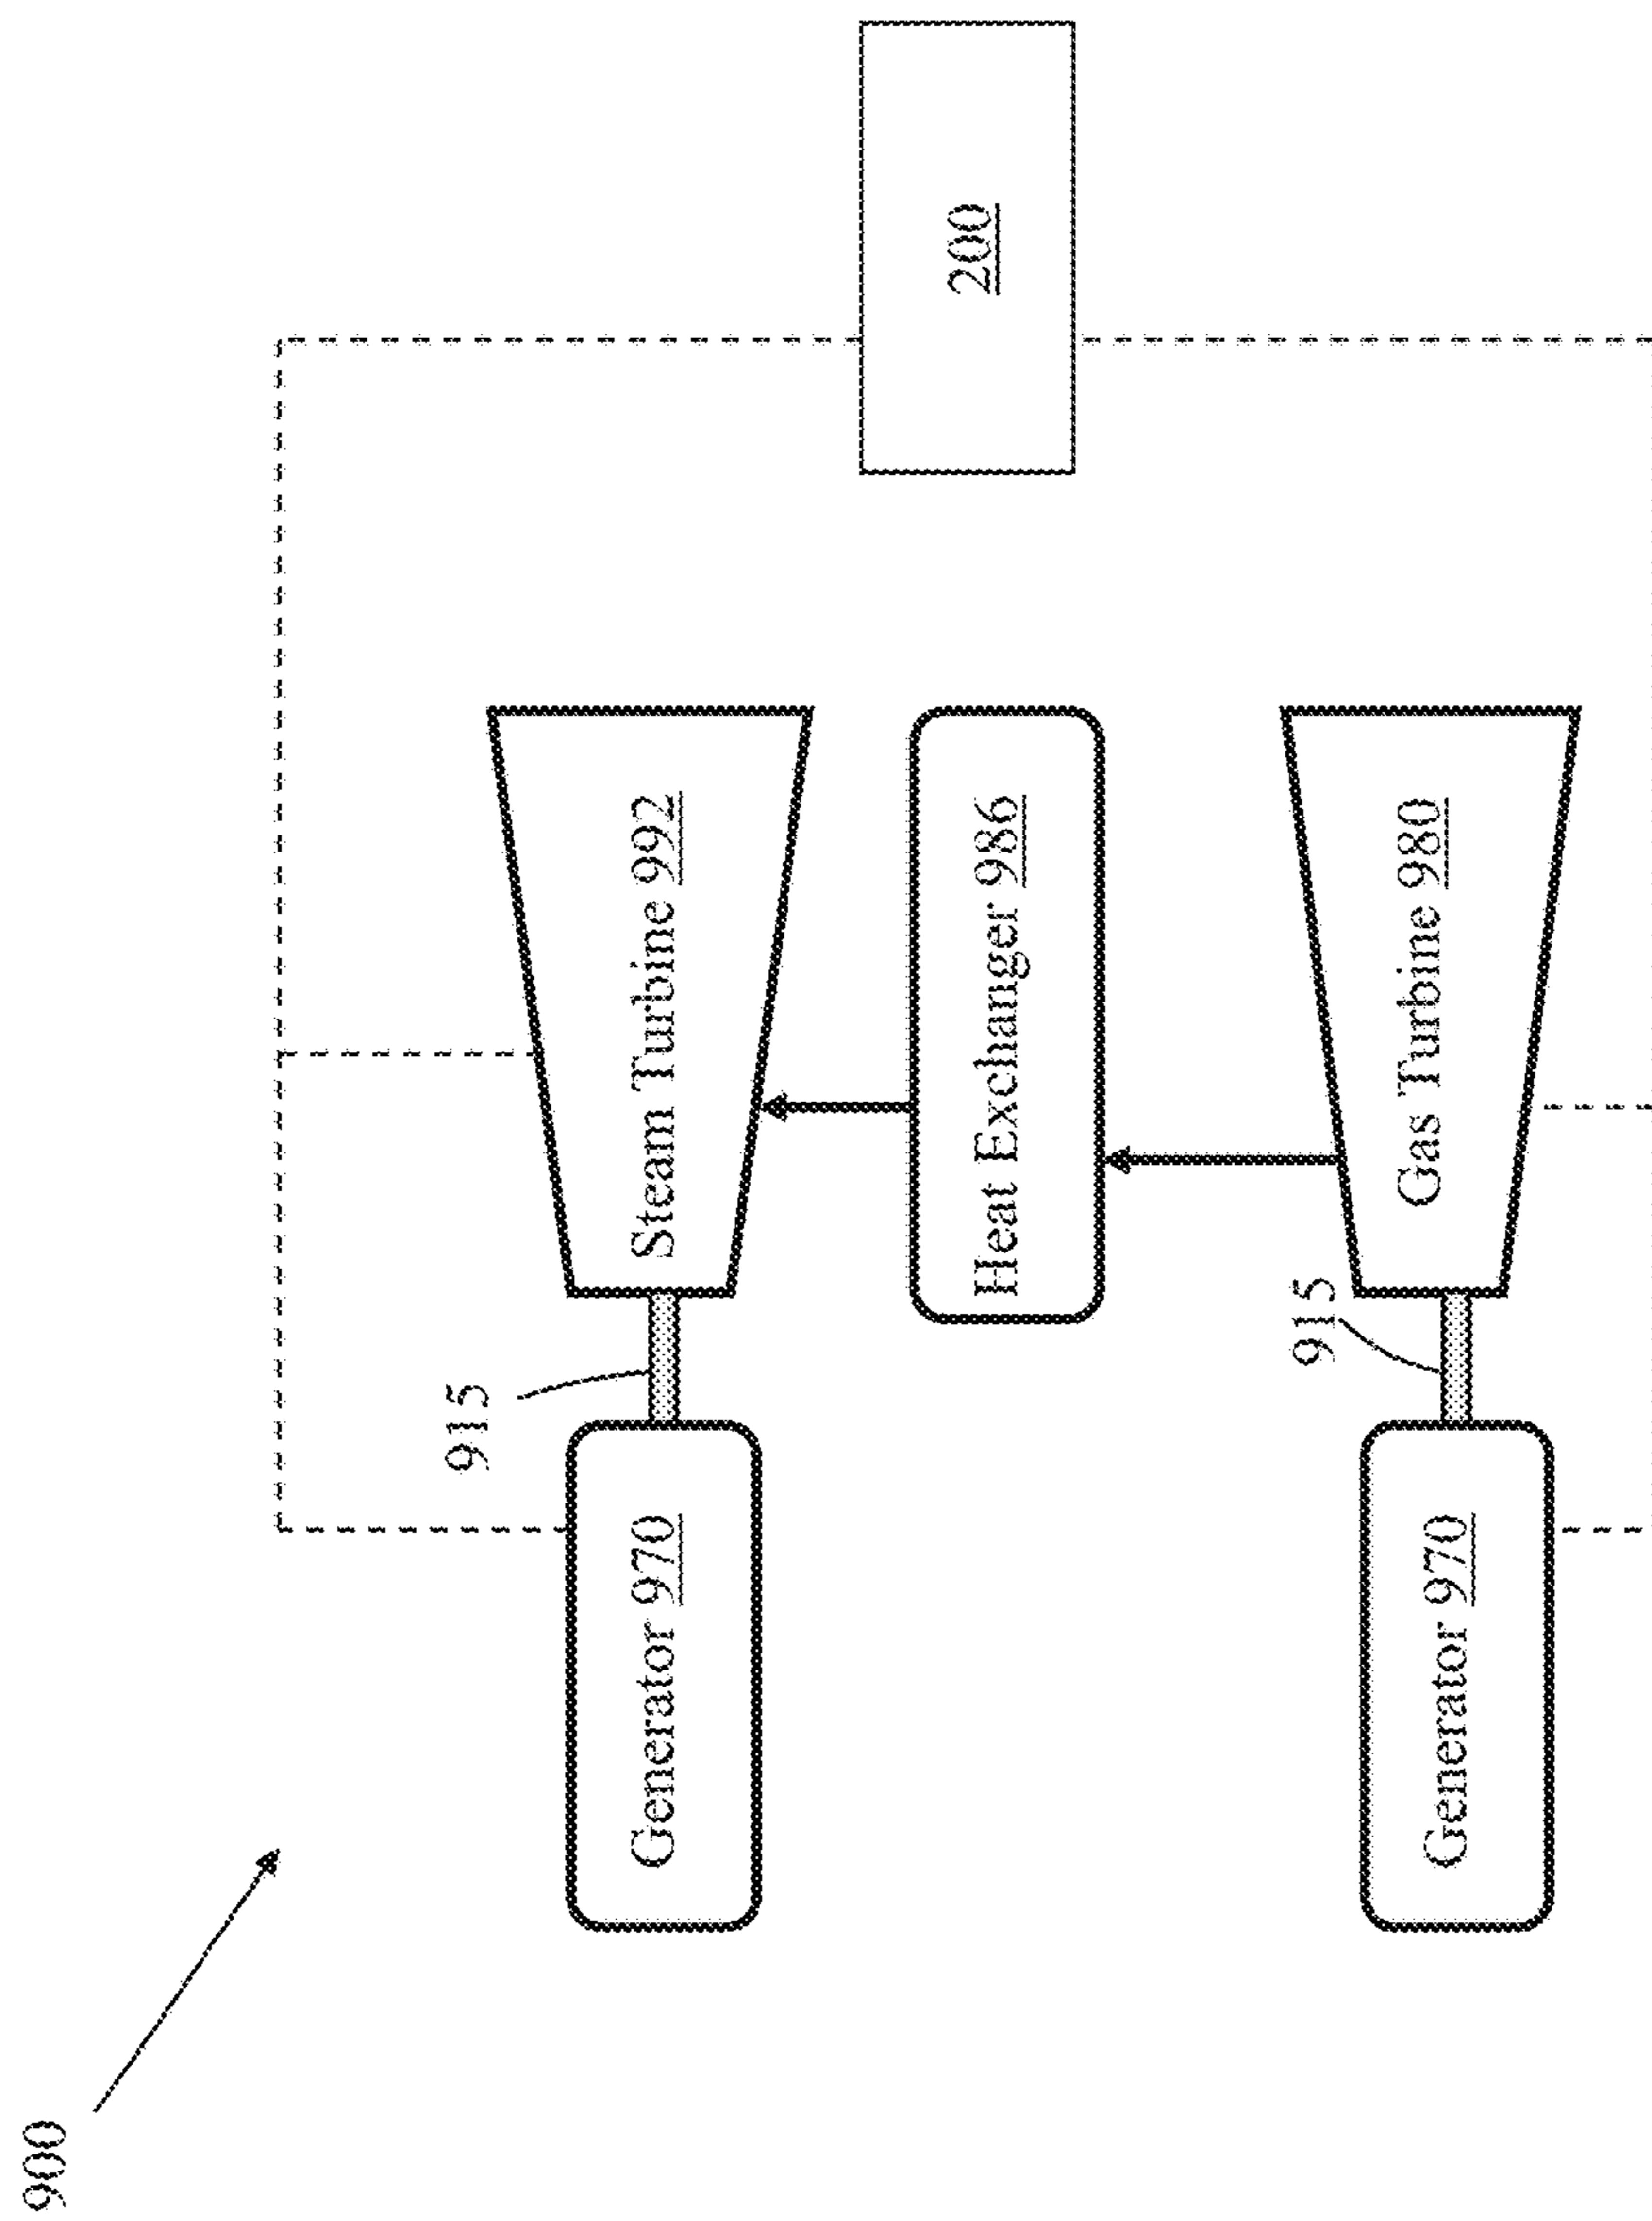 900
Generator 970
915
Steam Turbine 992
Heat Exchanger 986
200
Generator 970
915
Gas Turbine 980